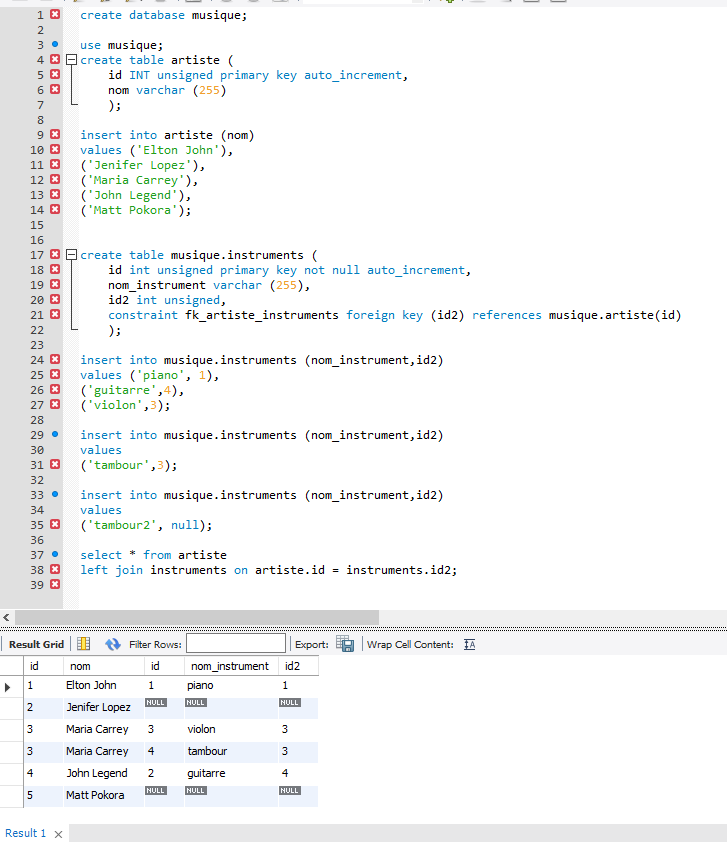 1 create database musique;
2
3 use musique;
4 create table artiste (
5 id INT unsigned primary key auto_increment,
6 nom varchar (255)
7 );
8
9 insert into artiste (nom)
10 values ('Elton John'),
11 ('Jenifer Lopez'),
12 ('Maria Carrey'),
13 ('John Legend'),
14 ('Matt Pokora');
15
16
17 create table musique.instruments (
18 id int unsigned primary key not null auto_increment,
19 nom_instrument varchar (255),
20 id2 int unsigned,
21 constraint fk_artiste_instruments foreign key (id2) references musique.artiste(id)
22 );
23
24 insert into musique.instruments (nom_instrument,id2)
25 values ('piano', 1),
26 ('guitarre',4),
27 ('violon',3);
28
29 insert into musique.instruments (nom_instrument,id2)
30 values
31 ('tambour',3);
32
33 insert into musique.instruments (nom_instrument,id2)
34 values
35 ('tambour2', null);
36
37 select * from artiste
38 left join instruments on artiste.id = instruments.id2;
39
Result Grid Filter Rows: Export: Wrap Cell Content: IA
id nom id nom_instrument id2
1 Elton John 1 piano 1
2 Jenifer Lopez NULL NULL NULL
3 Maria Carrey 3 violon 3
3 Maria Carrey 4 tambour 3
4 John Legend 2 guitarre 4
5 Matt Pokora NULL NULL NULL
Result 1